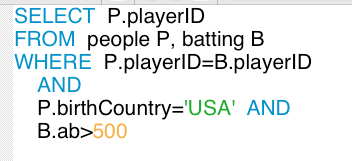 SELECT P.playerID
FROM people P, batting B
WHERE P.playerID=B.playerID
AND
P.birthCountry='USA' AND
B.ab>500